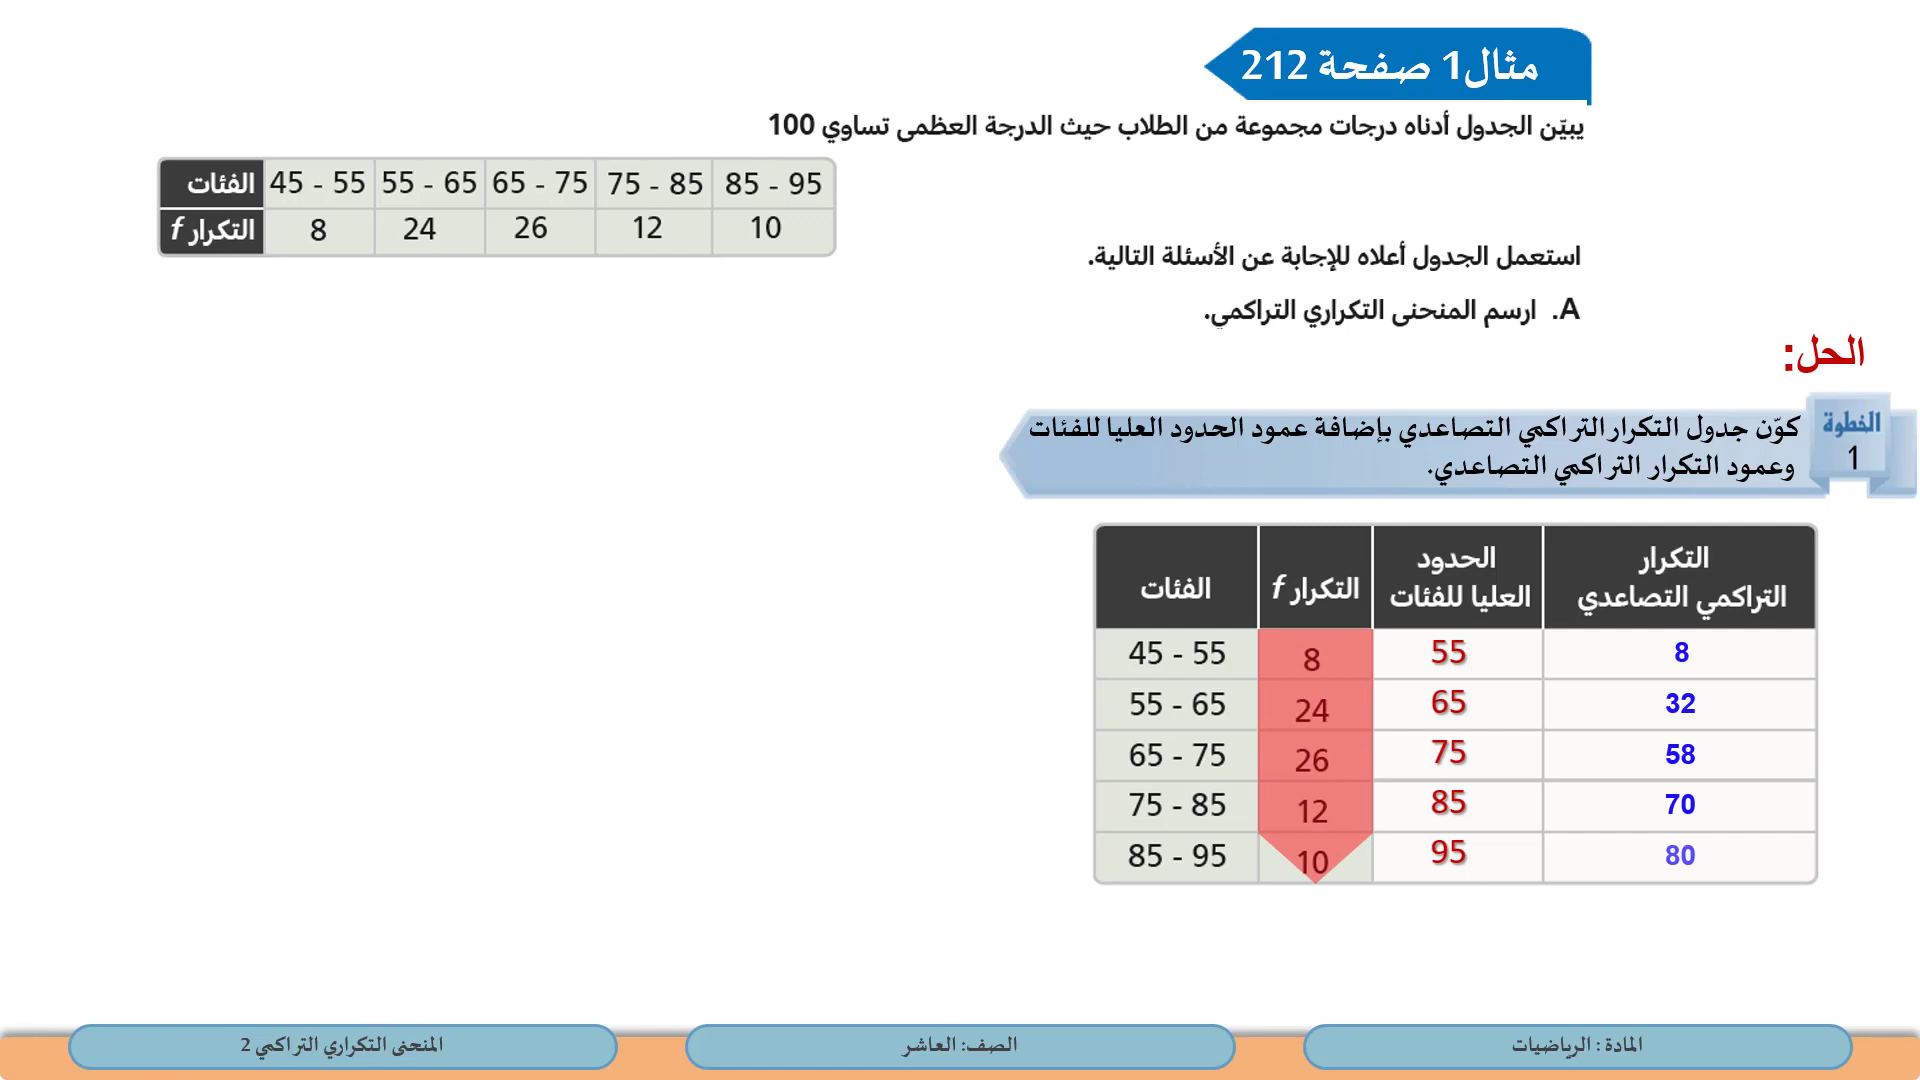 مثال1 صفحة 212
يبيّن الجدول أدناه درجات مجموعة من الطلاب حيث الدرجة العظمى تساوي 100
الفئات 45 - 55 55 - 65 65 - 75 75 - 85 85 - 95
التكرار f 8 24 26 12 10
استعمل الجدول أعلاه للإجابة عن الأسئلة التالية.
A. ارسم المنحنى التكراري التراكمي.
الحل:
الخطوة 1
كوّن جدول التكرار التراكمي التصاعدي بإضافة عمود الحدود العليا للفئات
وعمود التكرار التراكمي التصاعدي.
الفئات التكرار f الحدود العليا للفئات التكرار التراكمي التصاعدي
45 - 55 8 55 8
55 - 65 24 65 32
65 - 75 26 75 58
75 - 85 12 85 70
85 - 95 10 95 80
المادة : الرياضيات
الصف: العاشر
المنحنى التكراري التراكمي 2